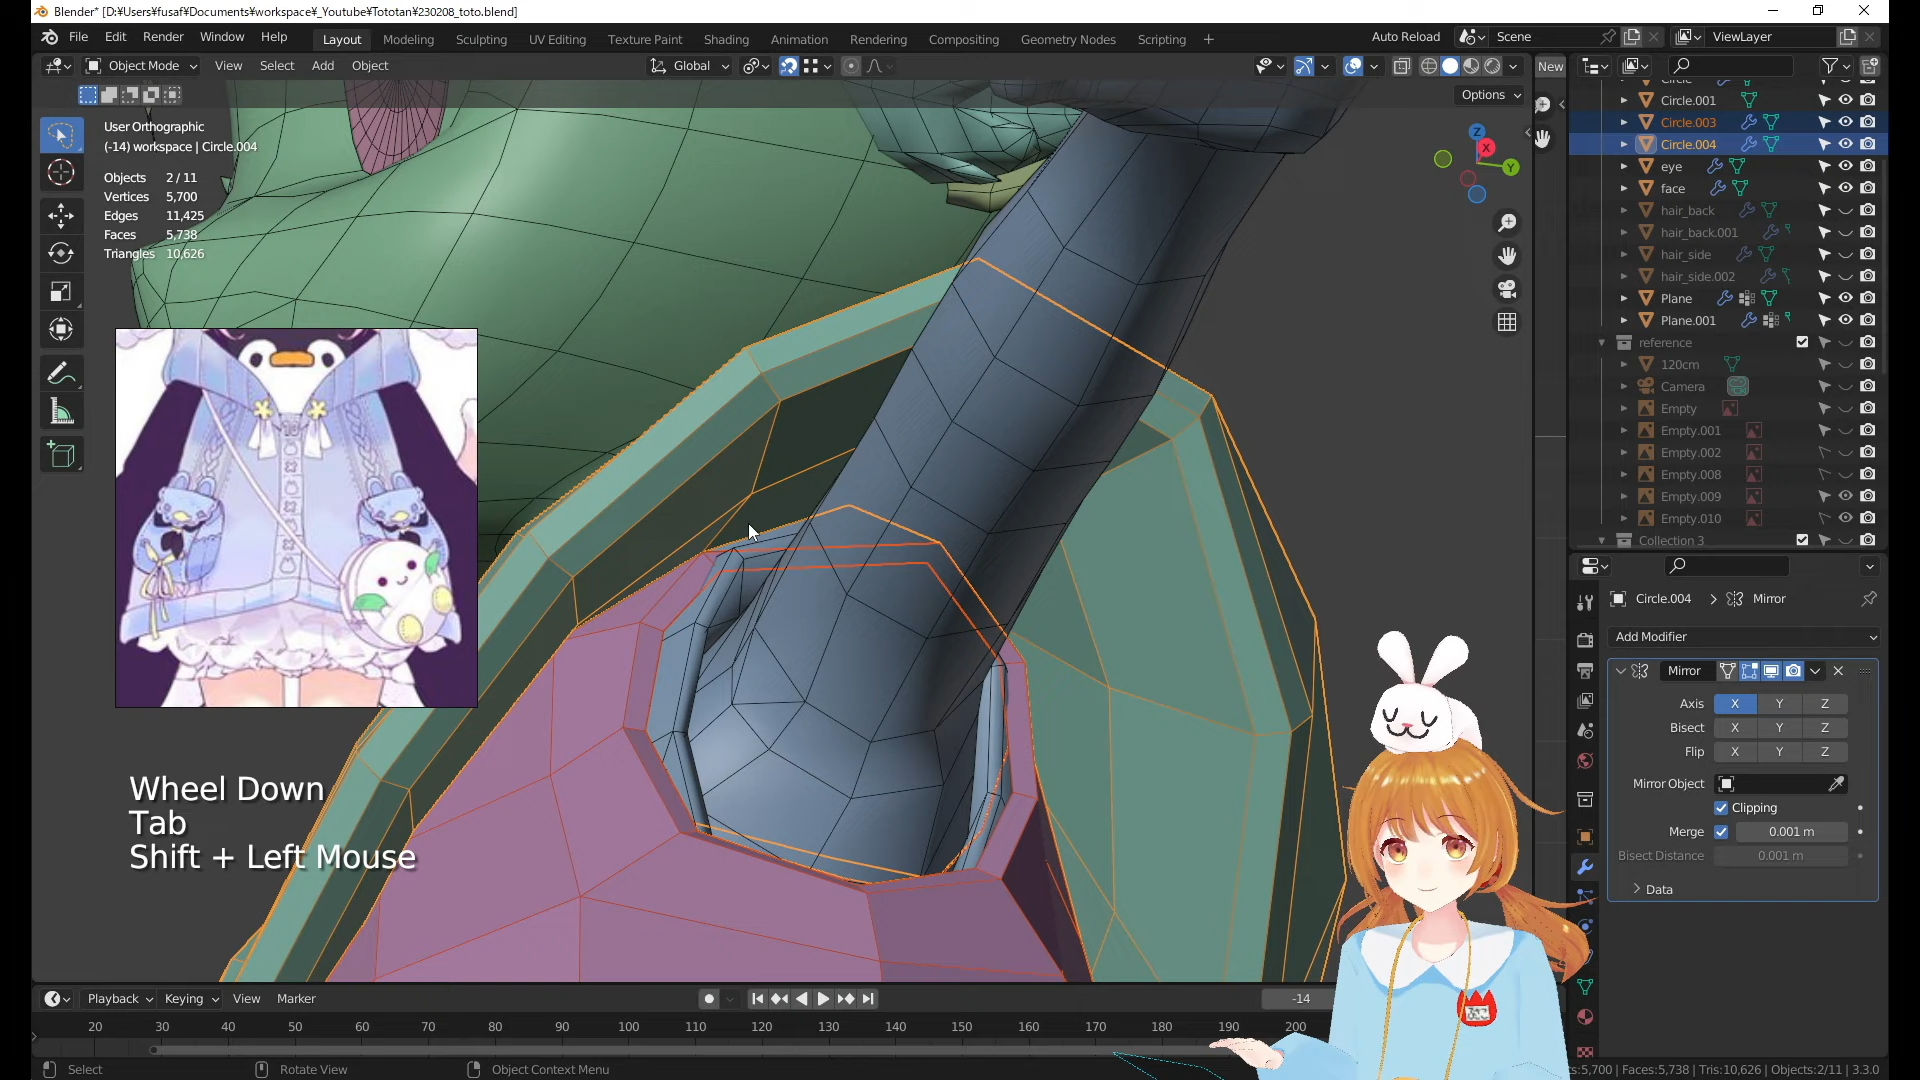 Blender* [D:¥Users¥fusaf¥Documents¥workspace¥_Youtube¥Tototan¥230208_toto.blend]
File Edit Render Window Help Layout Modeling Sculpting UV Editing Texture Paint Shading Animation Rendering Compositing Geometry Nodes Scripting + Auto Reload Scene ViewLayer
Object Mode View Select Add Object Global New
Options
User Orthographic
(-14) workspace | Circle.004
Objects 2 / 11
Vertices 5,700
Edges 11,425
Faces 5,738
Triangles 10,626
Z
X
Y
Circle
Circle.001
Circle.003
Circle.004
eye
face
hair_back
hair_back.001
hair_side
hair_side.002
Plane
Plane.001
reference
120cm
Camera
Empty
Empty.001
Empty.002
Empty.008
Empty.009
Empty.010
Collection 3
Circle.004 > Mirror
Add Modifier
Mirror
Axis X Y Z
Bisect X Y Z
Flip X Y Z
Mirror Object
Clipping
Merge 0.001 m
Bisect Distance 0.001 m
Data
Wheel Down
Tab
Shift + Left Mouse
Playback Keying View Marker -14
20 30 40 50 60 70 80 90 100 110 120 130 140 150 160 170 180 190 200
Select Rotate View Object Context Menu s:5,700 | Faces:5,738 | Tris:10,626 | Objects:2/11 | 3.3.0